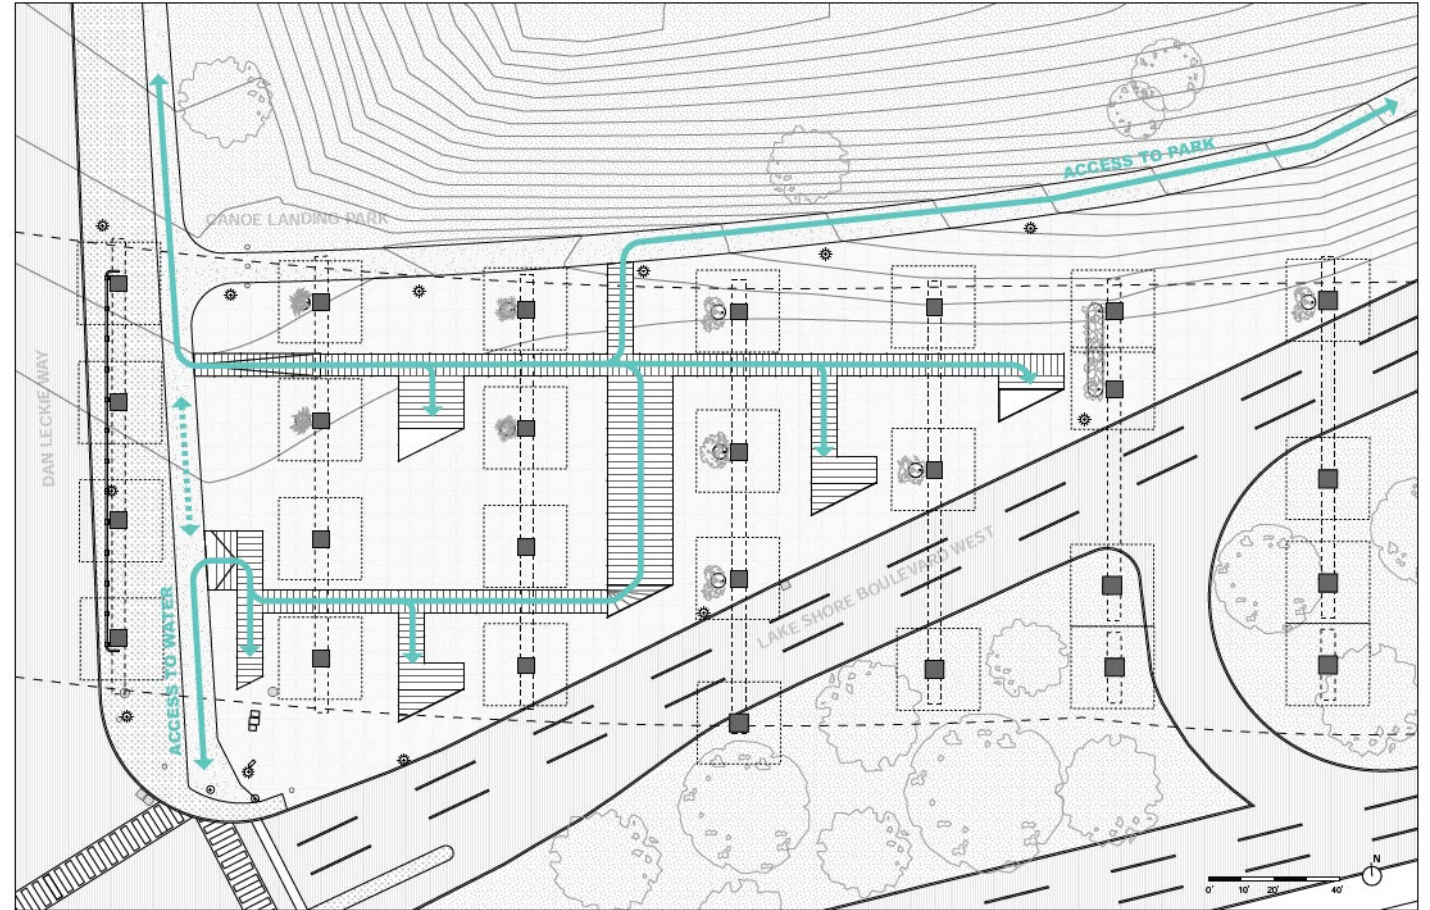 ACCESS TO PARK
CANOE LANDING PARK
DAN LECKIE WAY
LAKE SHORE BOULEVARD WEST
ACCESS TO WATER
N
0' 10' 20' 40'